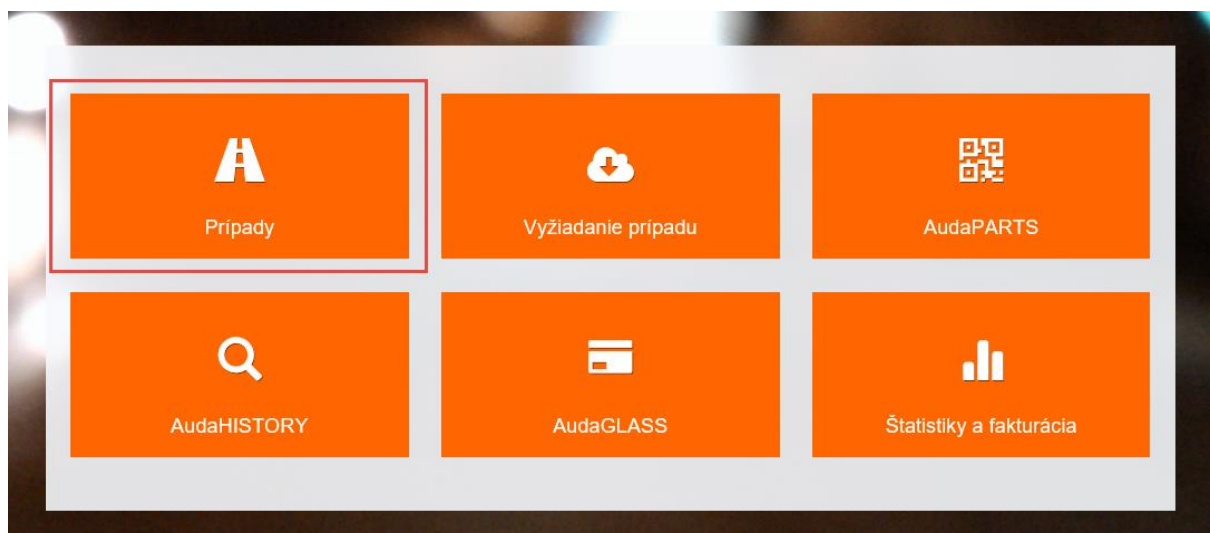 Prípady
Vyžiadanie prípadu
AudaPARTS
AudaHISTORY
AudaGLASS
Štatistiky a fakturácia